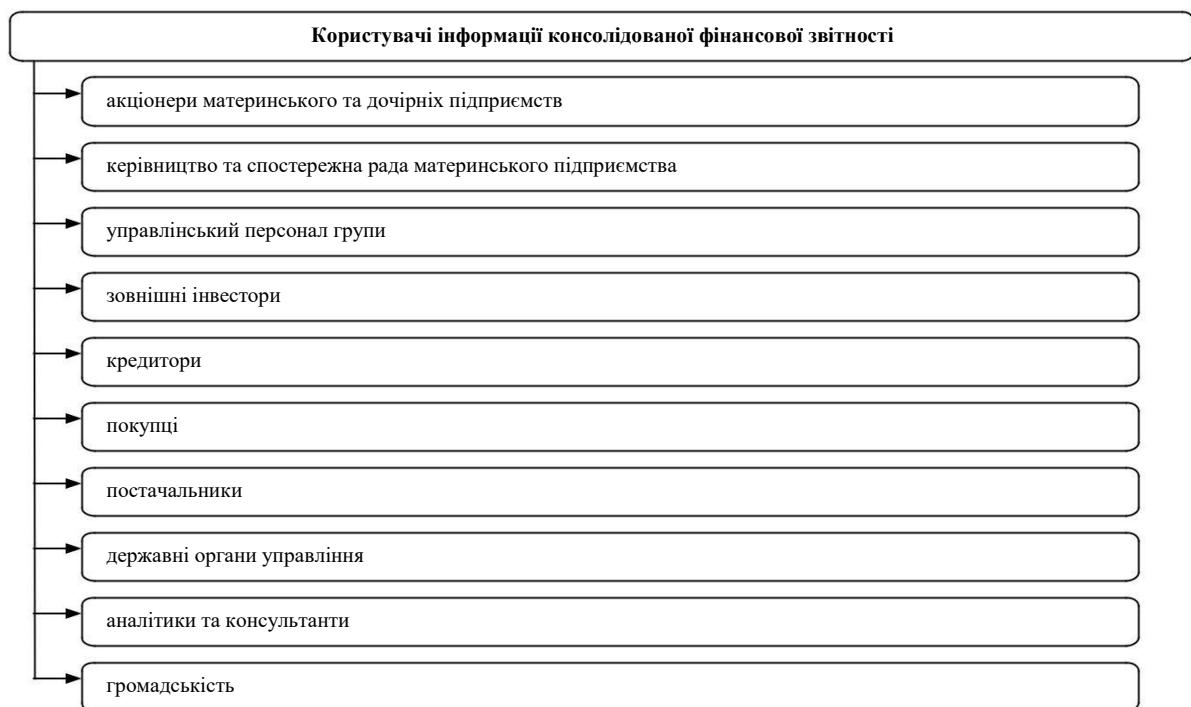 Користувачі інформації консолідованої фінансової звітності
акціонери материнського та дочірніх підприємств
керівництво та спостережна рада материнського підприємства
управлінський персонал групи
зовнішні інвестори
кредитори
покупці
постачальники
державні органи управління
аналітики та консультанти
громадськість